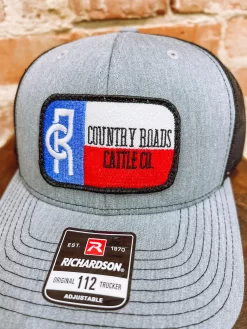 CR
COUNTRY ROADS
CATTLE CO.
EST. R 1970
RICHARDSON®
ORIGINAL 112 TRUCKER
ADJUSTABLE